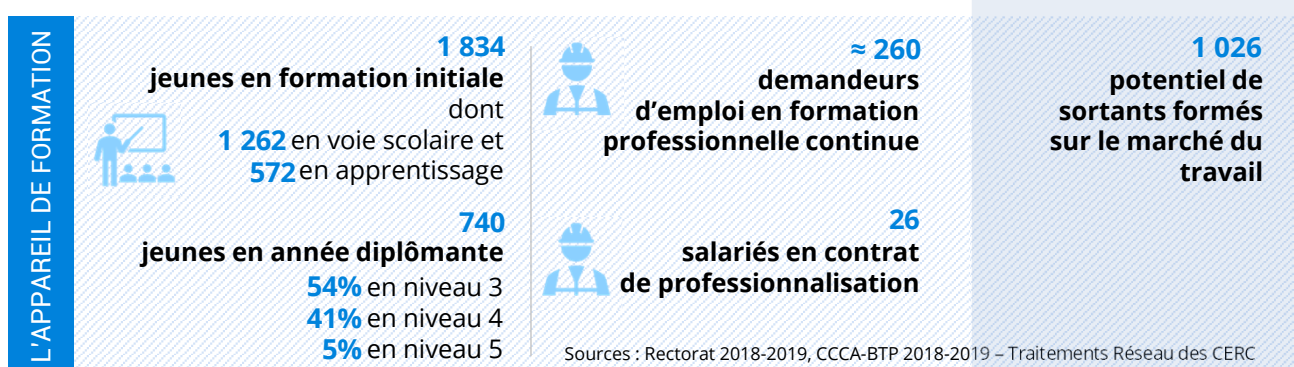 L'APPAREIL DE FORMATION
1 834
jeunes en formation initiale
dont
1 262 en voie scolaire et
572 en apprentissage
740
jeunes en année diplômante
54% en niveau 3
41% en niveau 4
5% en niveau 5
≈ 260
demandeurs
d'emploi en formation
professionnelle continue
26
salariés en contrat
de professionnalisation
1 026
potentiel de
sortants formés
sur le marché du
travail
Sources : Rectorat 2018-2019, CCCA-BTP 2018-2019 – Traitements Réseau des CERC